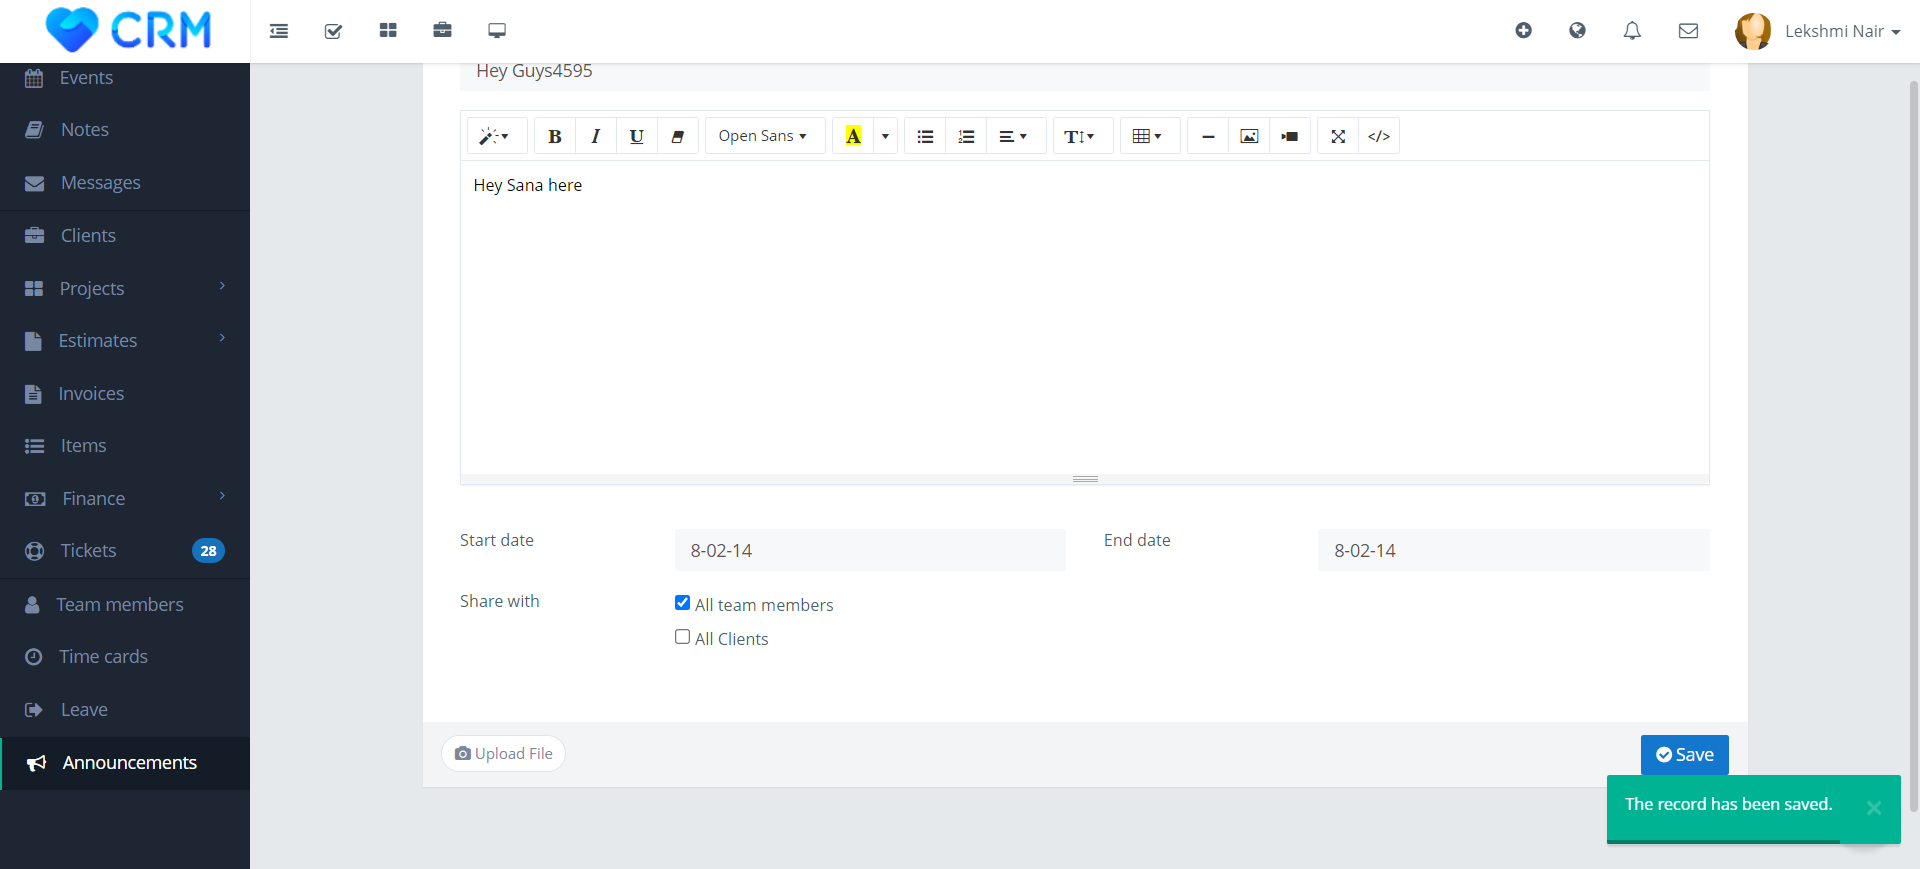 CRM
Lekshmi Nair
Events
Notes
Messages
Clients
Projects
Estimates
Invoices
Items
Finance
Tickets 28
Team members
Time cards
Leave
Announcements
Hey Guys4595
B I U Open Sans A T </>
Hey Sana here
Start date 8-02-14 End date 8-02-14
Share with All team members
All Clients
Upload File Save
The record has been saved. ×